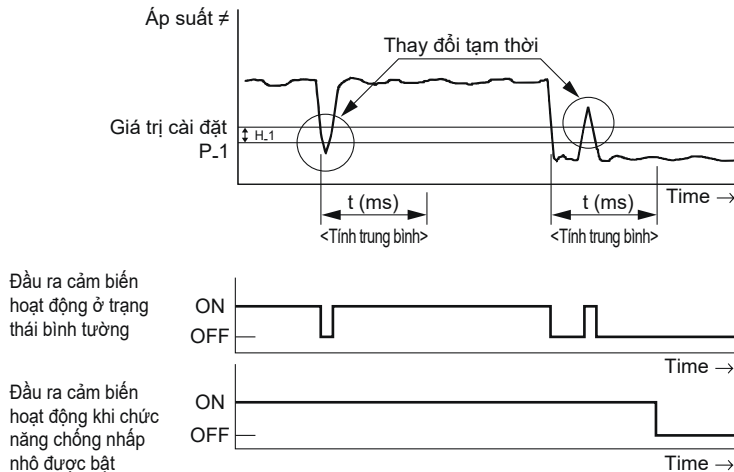 Áp suất ≠
Thay đổi tạm thời
Giá trị cài đặt
H-1
P-1
Time →
t (ms)
t (ms)
<Tính trung bình>
<Tính trung bình>
Đầu ra cảm biến
hoạt động ở trạng
thái bình tường
ON
OFF
Time →
Đầu ra cảm biến
hoạt động khi chức
năng chống nhấp
nhô được bật
ON
OFF
Time →